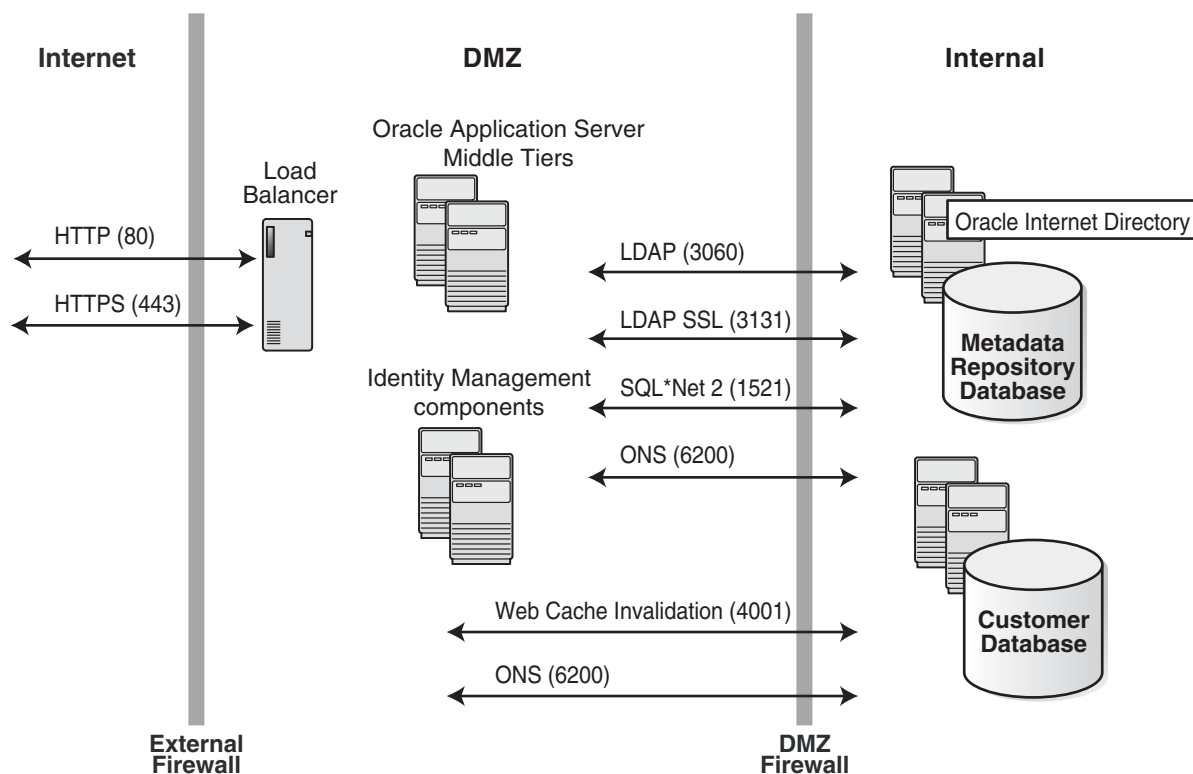 Internet
DMZ
Internal
Oracle Application Server
Middle Tiers
Load
Balancer
Oracle Internet Directory
HTTP (80)
LDAP (3060)
HTTPS (443)
LDAP SSL (3131)
Metadata
Repository
Database
Identity Management
components
SQL*Net 2 (1521)
ONS (6200)
Web Cache Invalidation (4001)
Customer
Database
ONS (6200)
External
Firewall
DMZ
Firewall